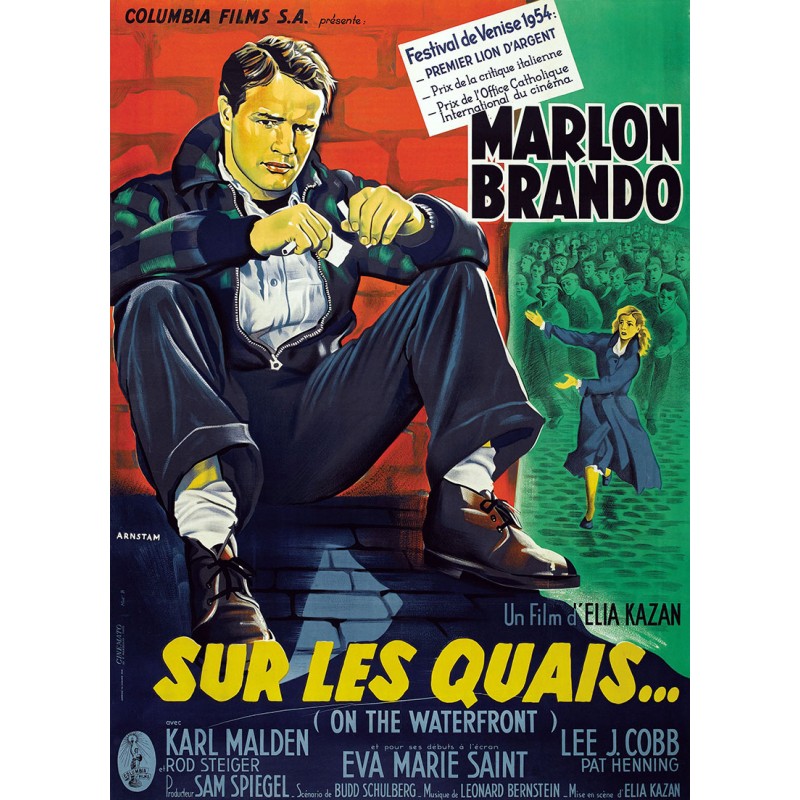 COLUMBIA FILMS S.A. présente:
Festival de Venise 1954:
– PREMIER LION D'ARGENT
– Prix de la critique italienne
– Prix de l'Office Catholique
International du cinéma
MARLON
BRANDO
ARNSTAM
CINEMATO
Un Film d'ELIA KAZAN
SUR LES QUAIS...
( ON THE WATERFRONT )
avec
KARL MALDEN
et pour ses débuts à l'écran
LEE J. COBB
et ROD STEIGER
EVA MARIE SAINT
PAT HENNING
COLUMBIA
FILMS
Producteur SAM SPIEGEL – Scénario de BUDD SCHULBERG – Musique de LEONARD BERNSTEIN – Mise en scène d'ELIA KAZAN